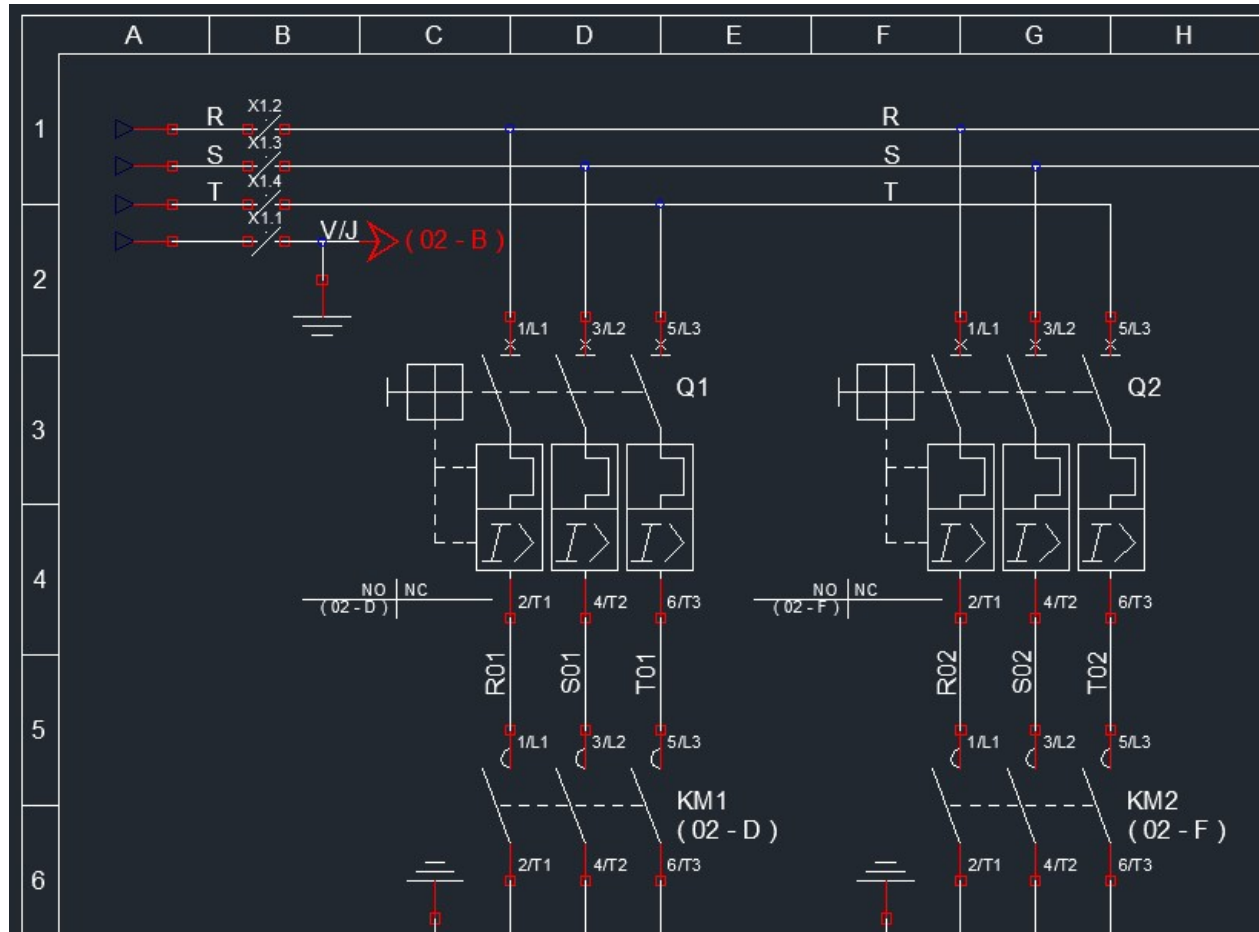 A B C D E F G H
1
R X1.2 R
S X1.3 S
T X1.4 T
X1.1 V/J ( 02 - B )
2
1/L1 3/L2 5/L3 1/L1 3/L2 5/L3
Q1 Q2
3
I> I> I> I> I> I>
4
NO NC NO NC
( 02 - D ) 2/T1 4/T2 6/T3 ( 02 - F ) 2/T1 4/T2 6/T3
R01 S01 T01 R02 S02 T02
5
1/L1 3/L2 5/L3 1/L1 3/L2 5/L3
KM1 KM2
( 02 - D ) ( 02 - F )
2/T1 4/T2 6/T3 2/T1 4/T2 6/T3
6